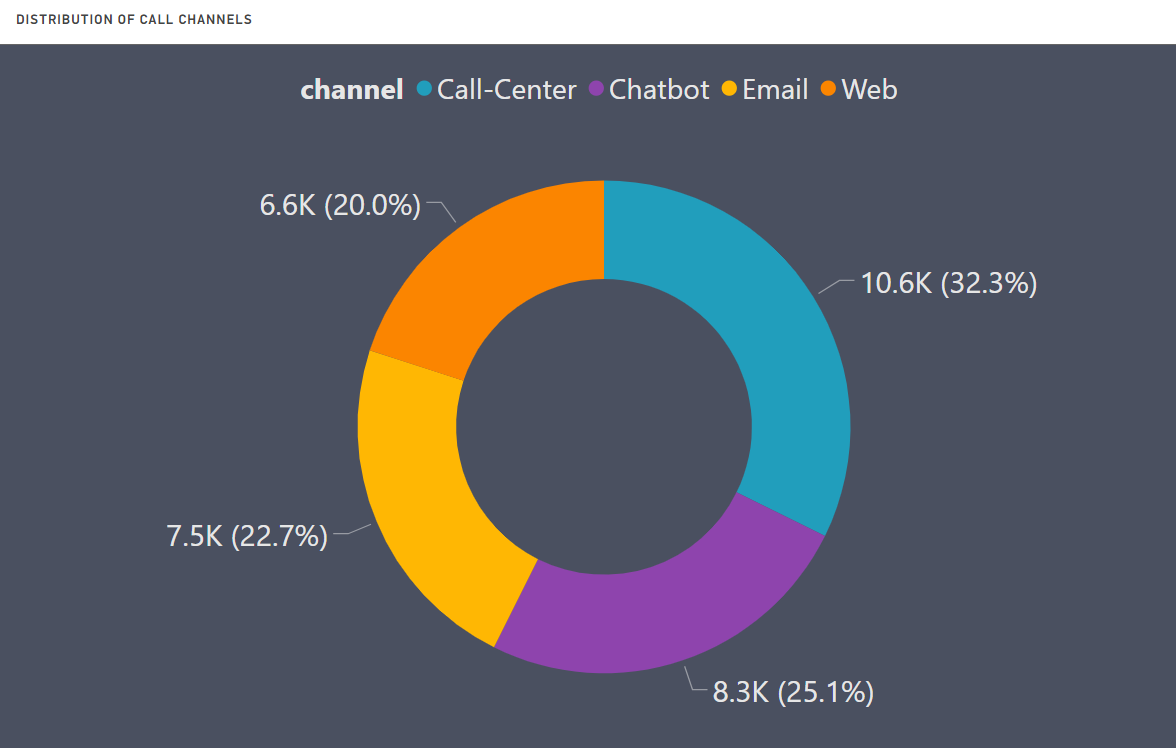 DISTRIBUTION OF CALL CHANNELS
channel Call-Center Chatbot Email Web
6.6K (20.0%)
10.6K (32.3%)
7.5K (22.7%)
8.3K (25.1%)